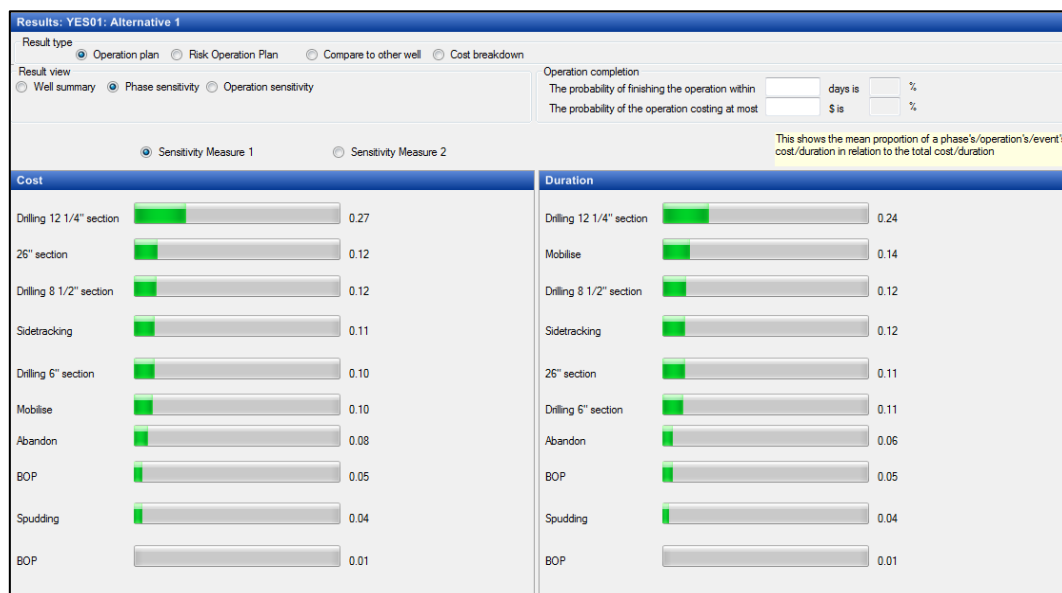 Results: YES01: Alternative 1
Result type
Operation plan Risk Operation Plan Compare to other well Cost breakdown
Result view
Well summary Phase sensitivity Operation sensitivity
Operation completion
The probability of finishing the operation within days is %
The probability of the operation costing at most $ is %
Sensitivity Measure 1 Sensitivity Measure 2
This shows the mean proportion of a phase's/operation's/event'
cost/duration in relation to the total cost/duration
Cost
Drilling 12 1/4" section 0.27
26" section 0.12
Drilling 8 1/2" section 0.12
Sidetracking 0.11
Drilling 6" section 0.10
Mobilise 0.10
Abandon 0.08
BOP 0.05
Spudding 0.04
BOP 0.01
Duration
Drilling 12 1/4" section 0.24
Mobilise 0.14
Drilling 8 1/2" section 0.12
Sidetracking 0.12
26" section 0.11
Drilling 6" section 0.11
Abandon 0.06
BOP 0.05
Spudding 0.04
BOP 0.01